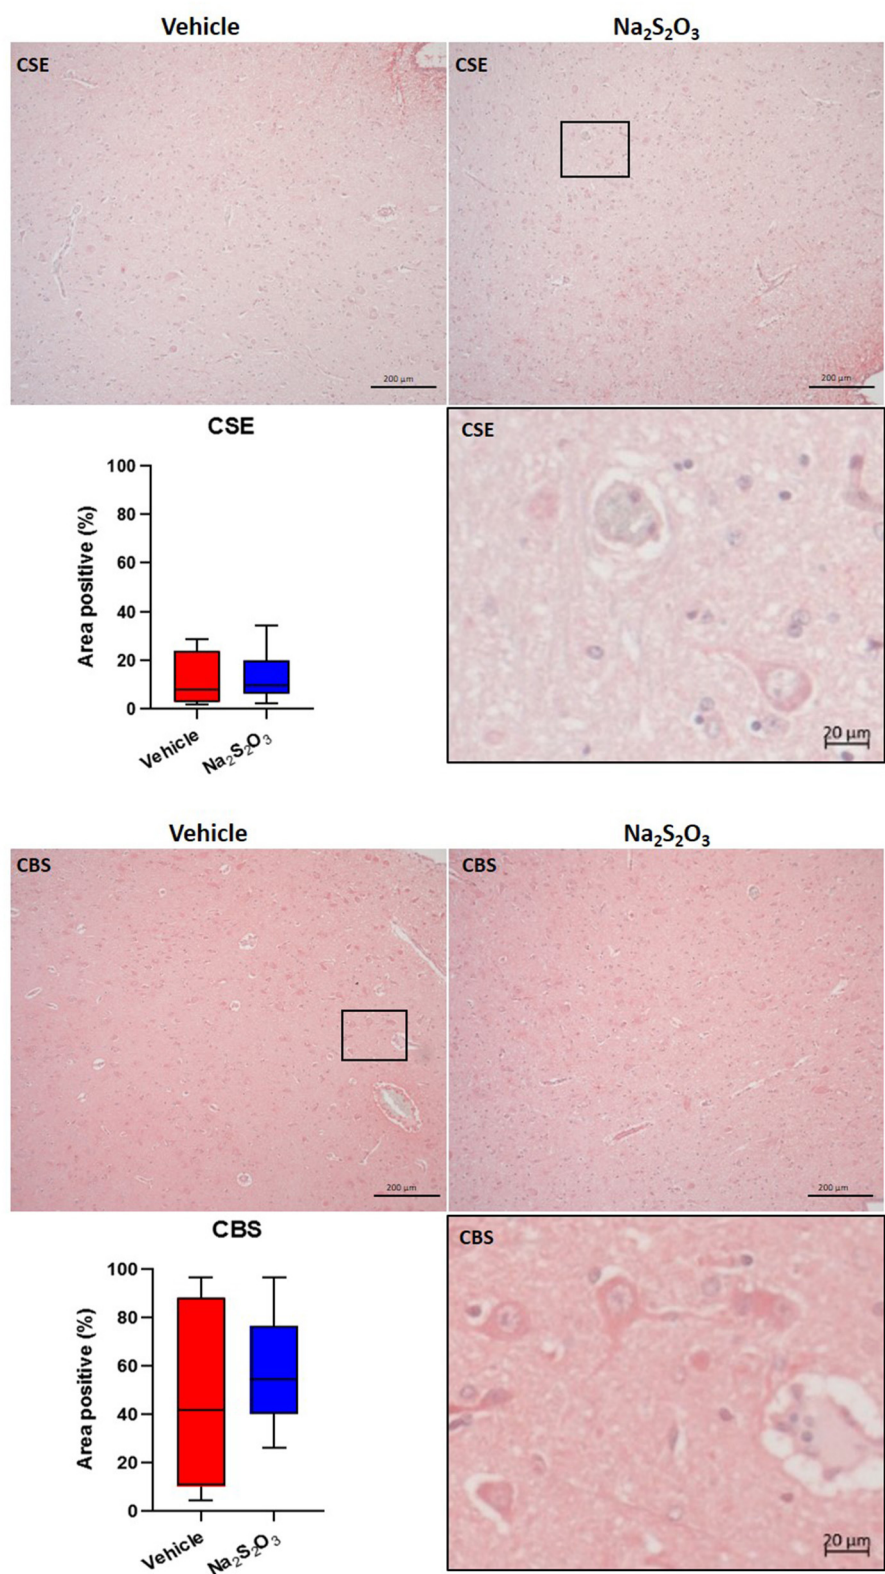 Vehicle
Na₂S₂O₃
CSE
CSE
200 µm
200 µm
CSE
Area positive (%)
100
80
60
40
20
0
Vehicle
Na₂S₂O₃
CSE
20 µm
Vehicle
Na₂S₂O₃
CBS
CBS
200 µm
200 µm
CBS
Area positive (%)
100
80
60
40
20
0
Vehicle
Na₂S₂O₃
CBS
20 µm